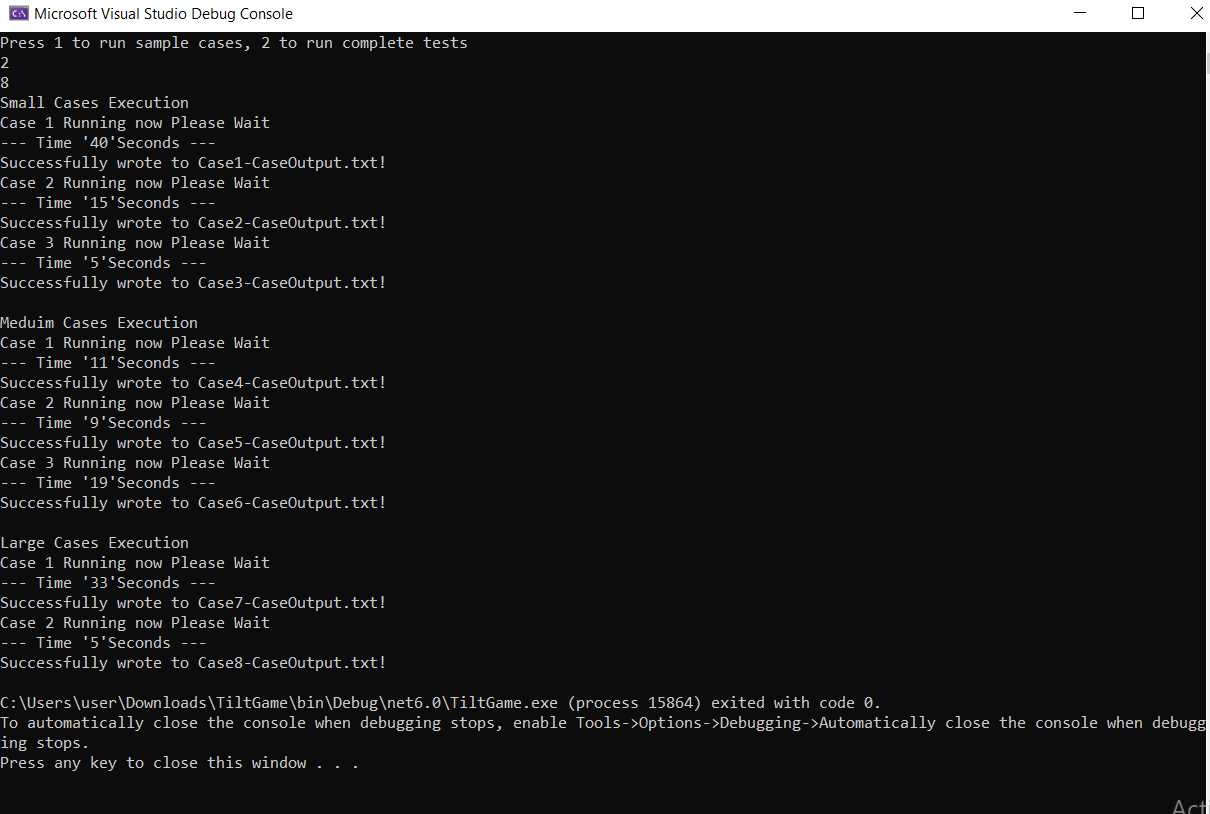 Microsoft Visual Studio Debug Console
Press 1 to run sample cases, 2 to run complete tests
2
8
Small Cases Execution
Case 1 Running now Please Wait
--- Time '40'Seconds ---
Successfully wrote to Case1-CaseOutput.txt!
Case 2 Running now Please Wait
--- Time '15'Seconds ---
Successfully wrote to Case2-CaseOutput.txt!
Case 3 Running now Please Wait
--- Time '5'Seconds ---
Successfully wrote to Case3-CaseOutput.txt!
Meduim Cases Execution
Case 1 Running now Please Wait
--- Time '11'Seconds ---
Successfully wrote to Case4-CaseOutput.txt!
Case 2 Running now Please Wait
--- Time '9'Seconds ---
Successfully wrote to Case5-CaseOutput.txt!
Case 3 Running now Please Wait
--- Time '19'Seconds ---
Successfully wrote to Case6-CaseOutput.txt!
Large Cases Execution
Case 1 Running now Please Wait
--- Time '33'Seconds ---
Successfully wrote to Case7-CaseOutput.txt!
Case 2 Running now Please Wait
--- Time '5'Seconds ---
Successfully wrote to Case8-CaseOutput.txt!
C:\Users\user\Downloads\TiltGame\bin\Debug\net6.0\TiltGame.exe (process 15864) exited with code 0.
To automatically close the console when debugging stops, enable Tools->Options->Debugging->Automatically close the console when debugg
ing stops.
Press any key to close this window . . .